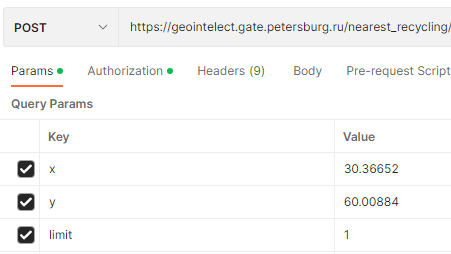 POST https://geointelect.gate.petersburg.ru/nearest_recycling/
Params Authorization Headers (9) Body Pre-request Script
Query Params
Key Value
x 30.36652
y 60.00884
limit 1